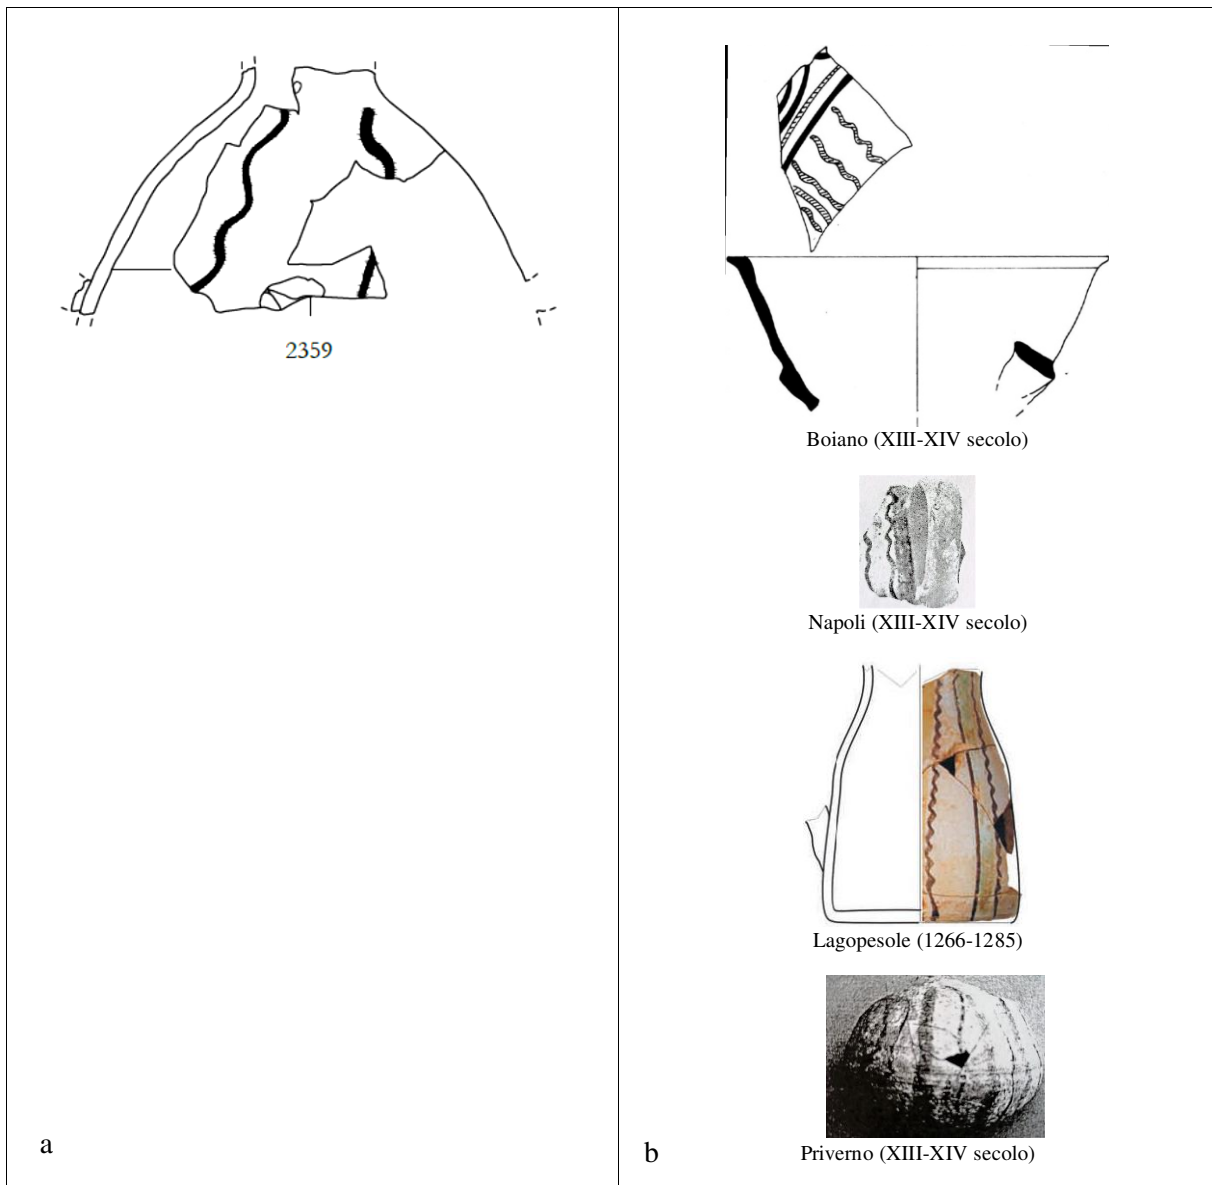 2359
a
Boiano (XIII-XIV secolo)
Napoli (XIII-XIV secolo)
Lagopesole (1266-1285)
Priverno (XIII-XIV secolo)
b